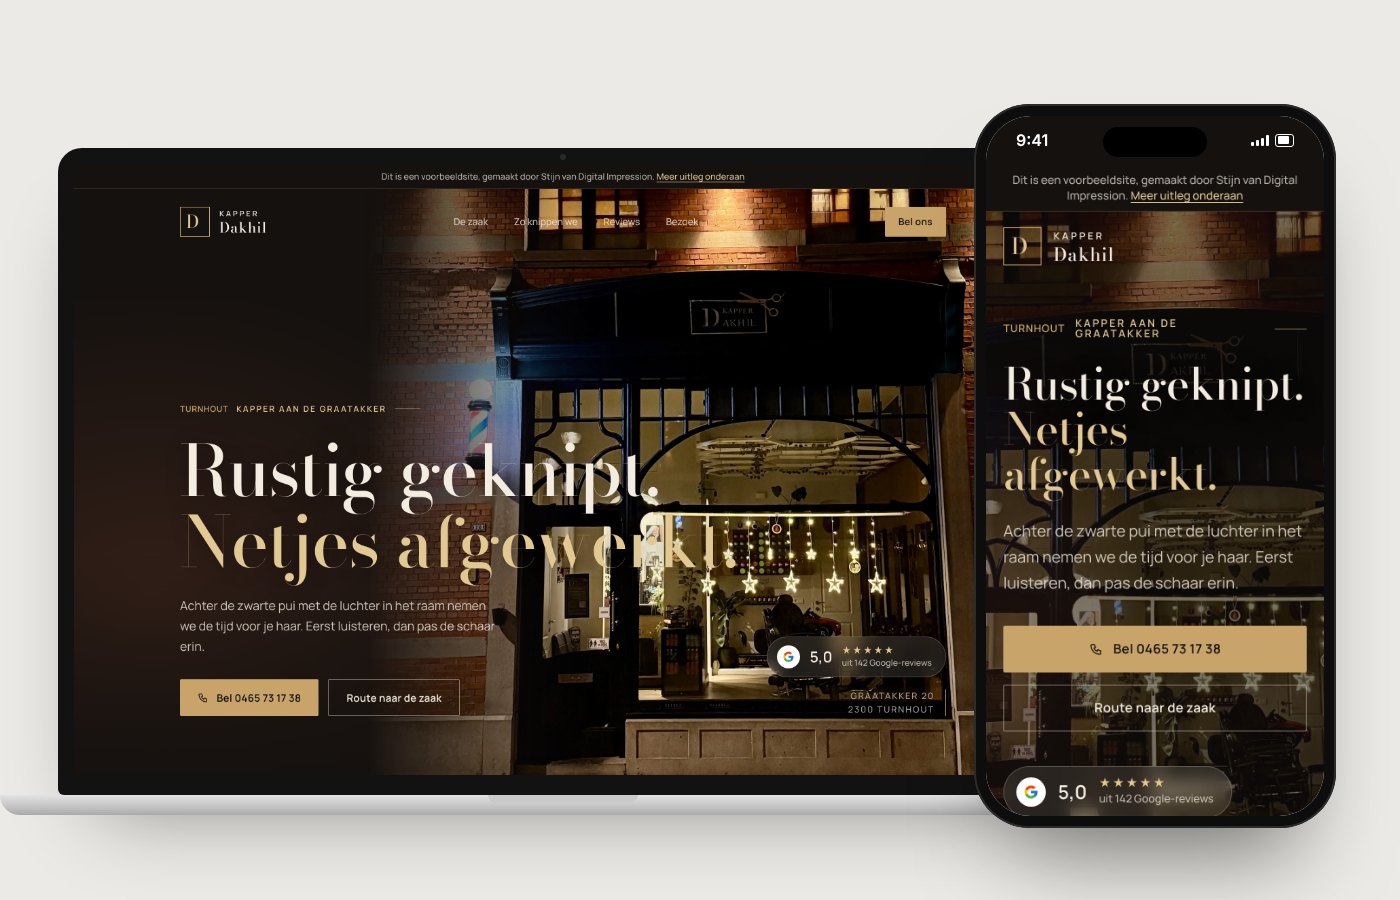 Dit is een voorbeeldsite, gemaakt door Stijn van Digital Impression. Meer uitleg onderaan
D KAPPER
Dakhil
De zaak Zo knippen we Reviews Bezoek Bel ons
D KAPPER
AKHIL
TURNHOUT KAPPER AAN DE GRAATAKKER
Rustig geknipt.
Netjes afgewerkt.
Achter de zwarte pui met de luchter in het raam nemen
we de tijd voor je haar. Eerst luisteren, dan pas de schaar
erin.
Bel 0465 73 17 38 Route naar de zaak
5,0 ★★★★★
uit 142 Google-reviews
GRAATAKKER 20
2300 TURNHOUT
9:41
Dit is een voorbeeldsite, gemaakt door Stijn van Digital
Impression. Meer uitleg onderaan
D KAPPER
Dakhil
TURNHOUT KAPPER AAN DE
GRAATAKKER
D KAPPER
Rustig geknipt.
Netjes
afgewerkt.
Achter de zwarte pui met de luchter in het
raam nemen we de tijd voor je haar. Eerst
luisteren, dan pas de schaar erin.
Bel 0465 73 17 38
Route naar de zaak
5,0 ★★★★★
uit 142 Google-reviews